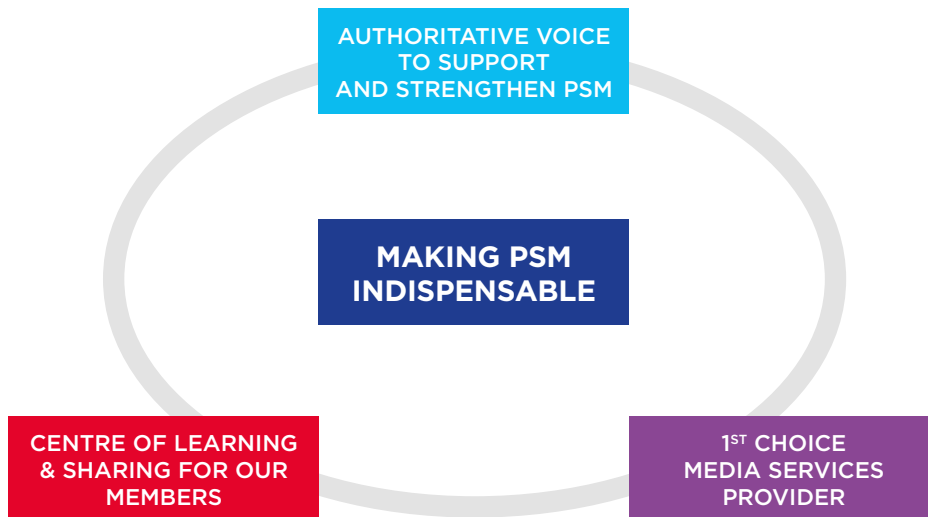 AUTHORITATIVE VOICE
TO SUPPORT
AND STRENGTHEN PSM
MAKING PSM
INDISPENSABLE
CENTRE OF LEARNING
& SHARING FOR OUR
MEMBERS
1ST CHOICE
MEDIA SERVICES
PROVIDER